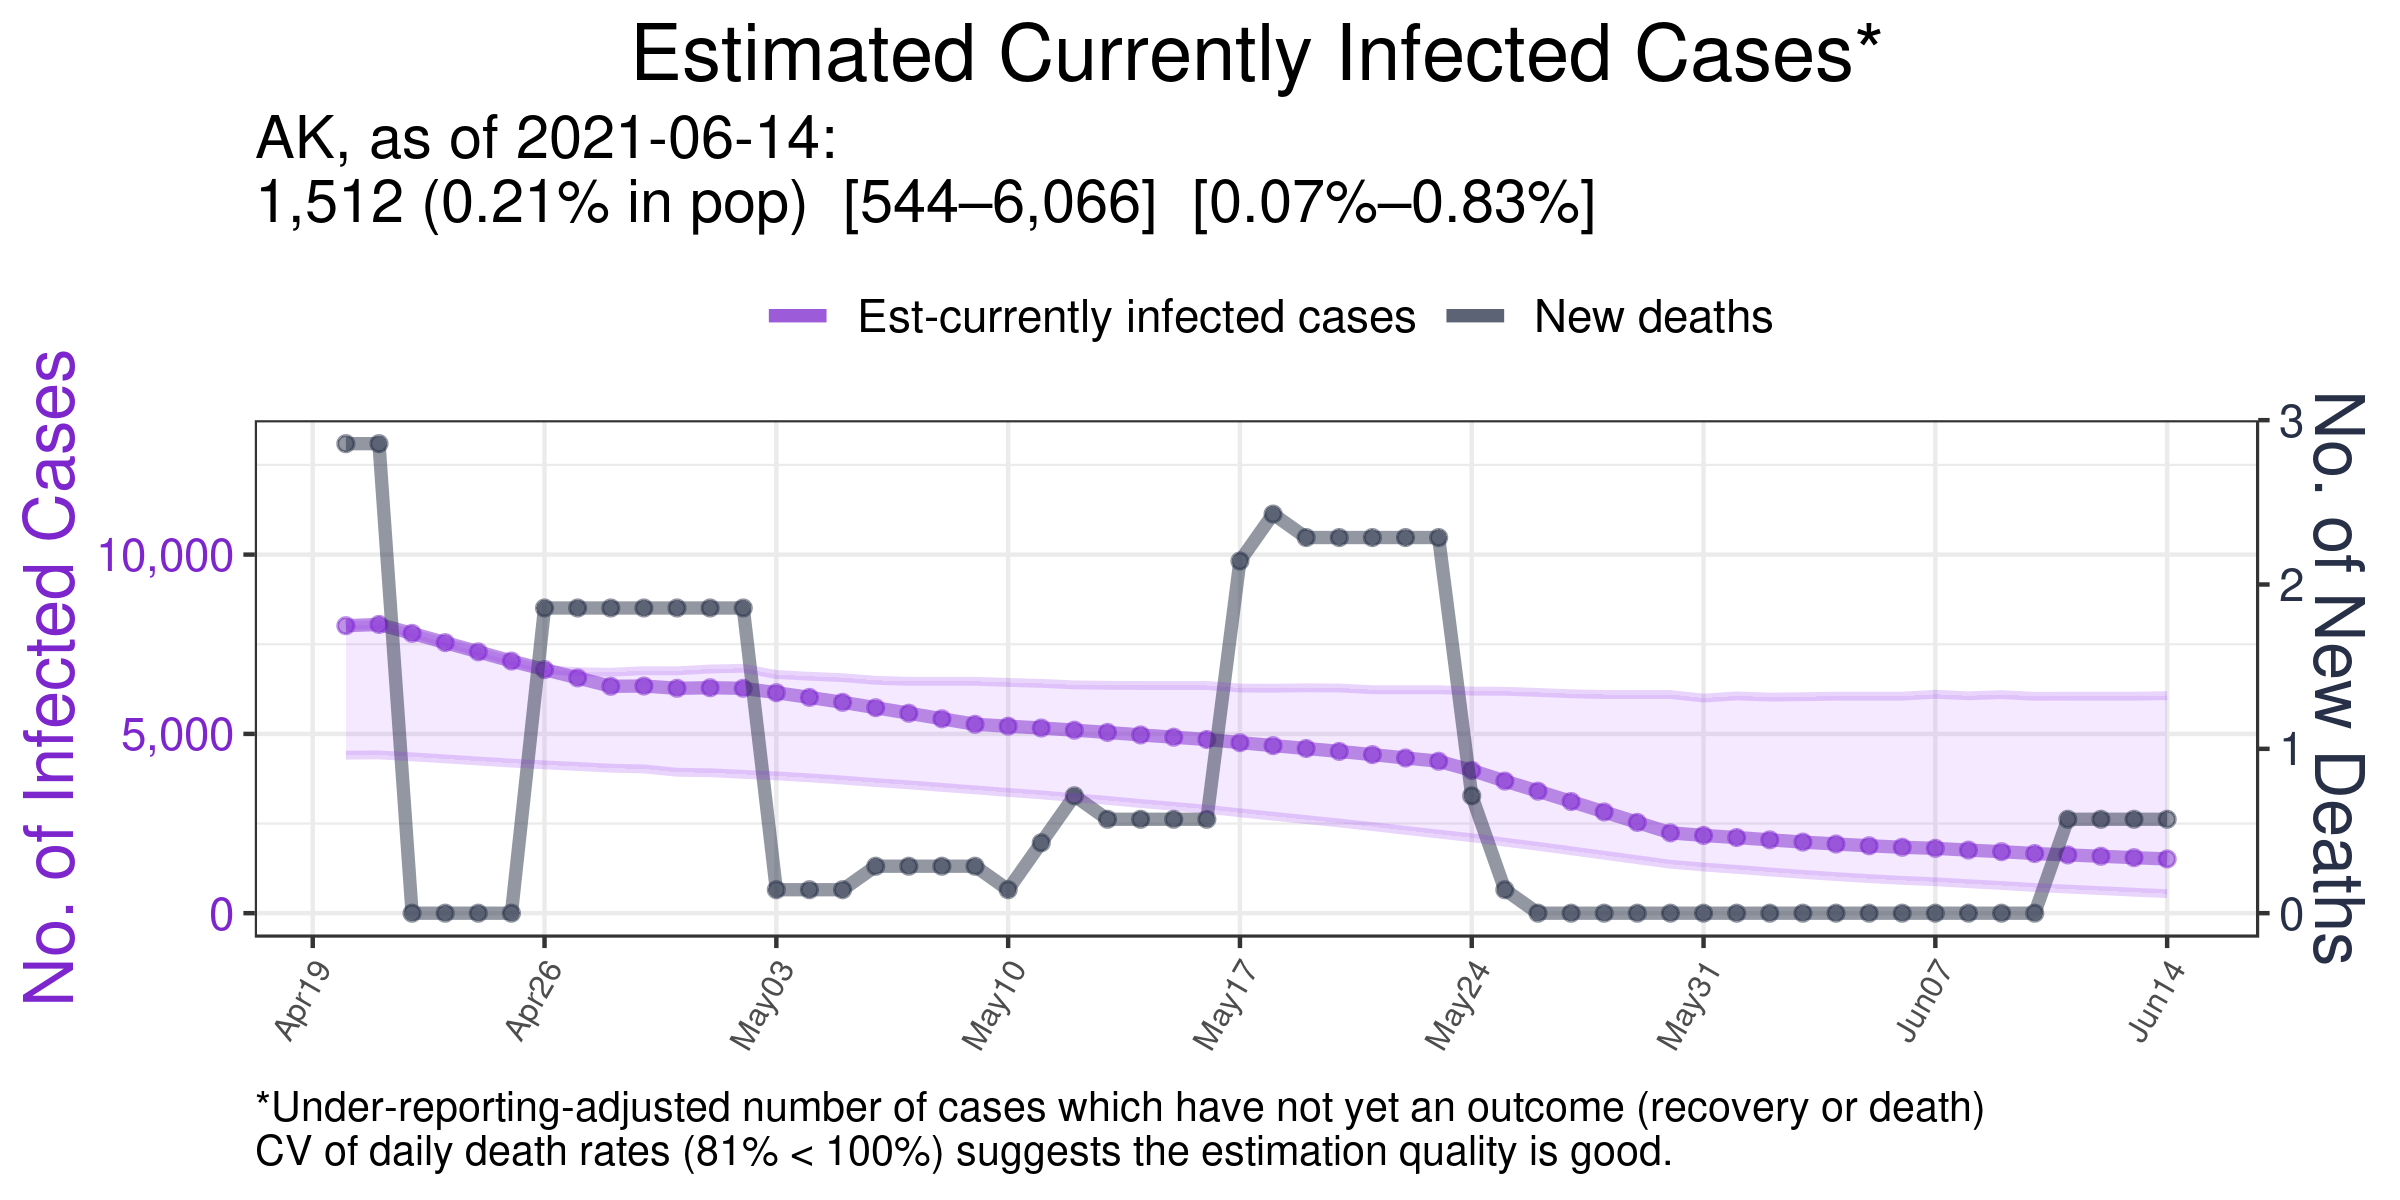 Estimated Currently Infected Cases*
AK, as of 2021-06-14:
1,512 (0.21% in pop)  [544–6,066]  [0.07%–0.83%]
Est-currently infected cases
New deaths
No. of Infected Cases
10,000
5,000
0
3
2
1
0
No. of New Deaths
Apr19
Apr26
May03
May10
May17
May24
May31
Jun07
Jun14
*Under-reporting-adjusted number of cases which have not yet an outcome (recovery or death)
CV of daily death rates (81% < 100%) suggests the estimation quality is good.